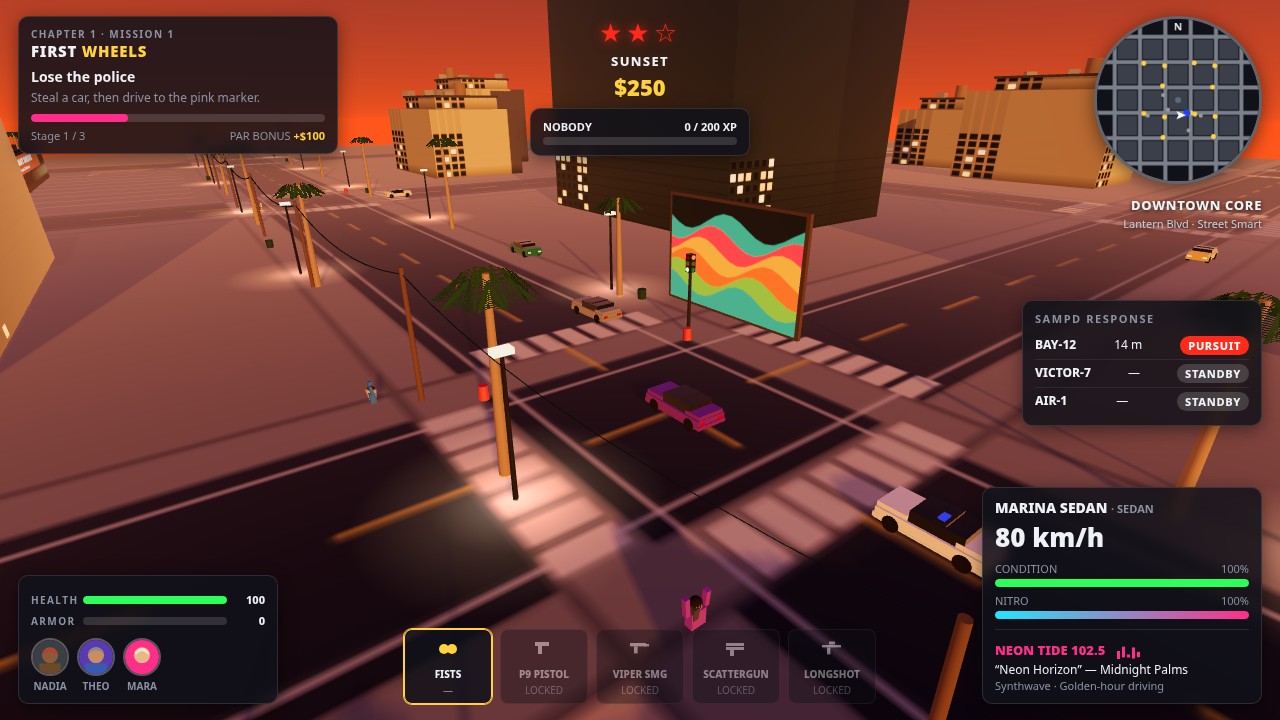 CHAPTER 1 · MISSION 1
FIRST WHEELS
Lose the police
Steal a car, then drive to the pink marker.
Stage 1 / 3
PAR BONUS +$100
★ ★ ☆
SUNSET
$250
NOBODY
0 / 200 XP
N
DOWNTOWN CORE
Lantern Blvd · Street Smart
SAMPD RESPONSE
BAY-12 14 m PURSUIT
VICTOR-7 — STANDBY
AIR-1 — STANDBY
MARINA SEDAN · SEDAN
80 km/h
CONDITION 100%
NITRO 100%
NEON TIDE 102.5
“Neon Horizon” — Midnight Palms
Synthwave · Golden-hour driving
HEALTH 100
ARMOR 0
NADIA THEO MARA
FISTS
—
P9 PISTOL
LOCKED
VIPER SMG
LOCKED
SCATTERGUN
LOCKED
LONGSHOT
LOCKED